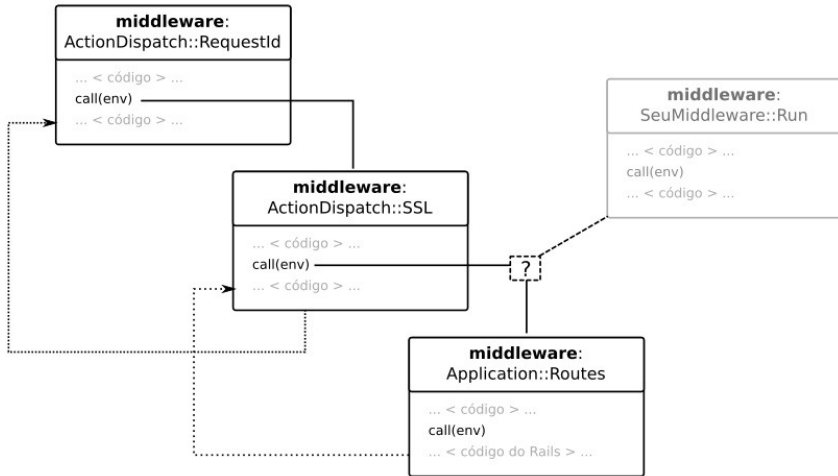 middleware:
ActionDispatch::RequestId
... < código > ...
call(env)
... < código > ...
middleware:
SeuMiddleware::Run
... < código > ...
call(env)
... < código > ...
middleware:
ActionDispatch::SSL
... < código > ...
call(env)
... < código > ...
?
middleware:
Application::Routes
... < código > ...
call(env)
... < código do Rails > ...